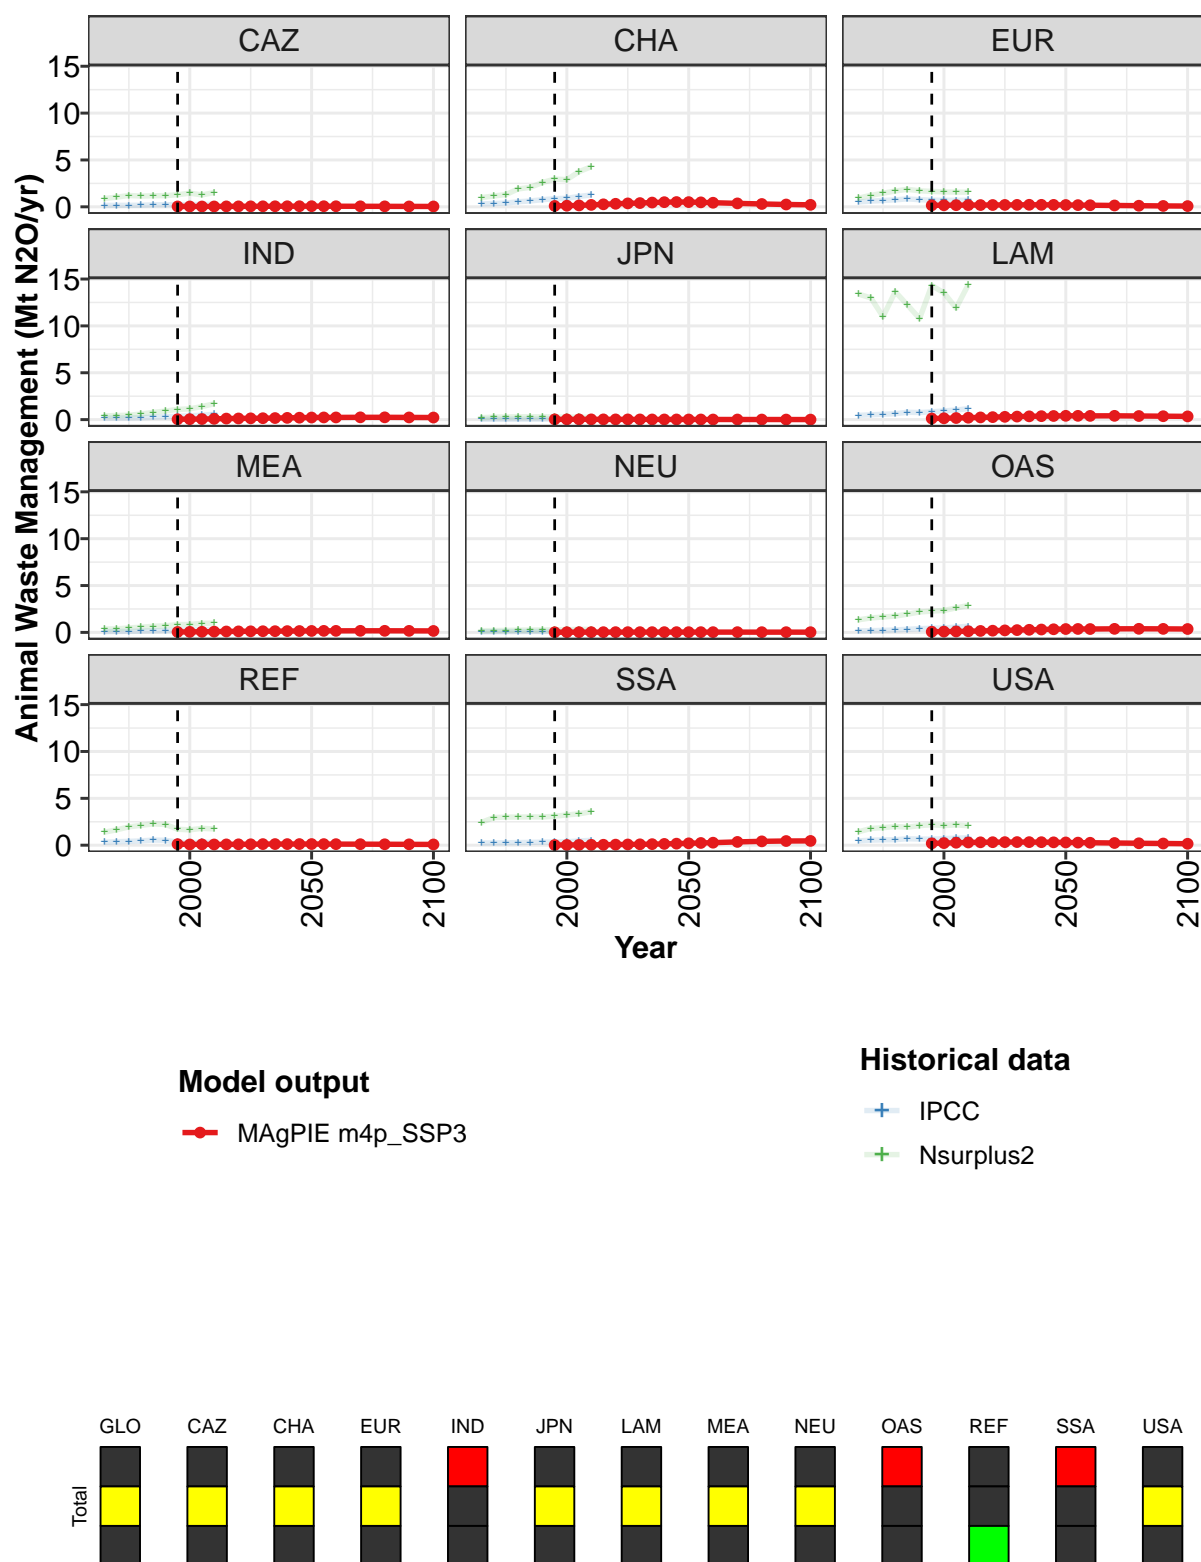 CAZ CHA EUR
15
10
5
0
IND JPN LAM
15
10
5
0
MEA NEU OAS
15
10
5
0
REF SSA USA
15
10
5
0
Animal Waste Management (Mt N2O/yr)
2000 2050 2100 2000 2050 2100 2000 2050 2100
Year
Model output
MAgPIE m4p_SSP3
Historical data
IPCC
Nsurplus2
GLO CAZ CHA EUR IND JPN LAM MEA NEU OAS REF SSA USA
Total